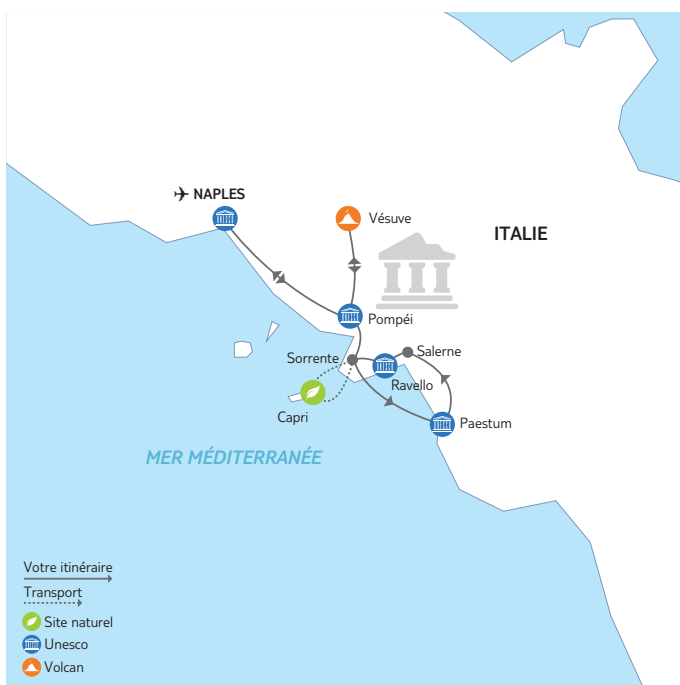 NAPLES
Vésuve
ITALIE
Pompéi
Sorrente
Salerne
Ravello
Capri
Paestum
MER MÉDITERRANÉE
Votre itinéraire
Transport
Site naturel
Unesco
Volcan